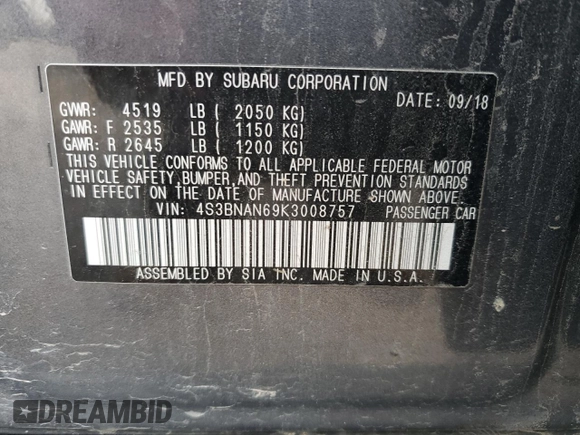 MFD BY SUBARU CORPORATION
DATE: 09/18
GVWR: 4519 LB ( 2050 KG)
GAWR: F 2535 LB ( 1150 KG)
GAWR: R 2645 LB ( 1200 KG)
THIS VEHICLE CONFORMS TO ALL APPLICABLE FEDERAL MOTOR
VEHICLE SAFETY, BUMPER, AND THEFT PREVENTION STANDARDS
IN EFFECT ON THE DATE OF MANUFACTURE SHOWN ABOVE.
VIN: 4S3BNAN69K3008757 PASSENGER CAR
ASSEMBLED BY SIA INC. MADE IN U.S.A.
DREAMBID